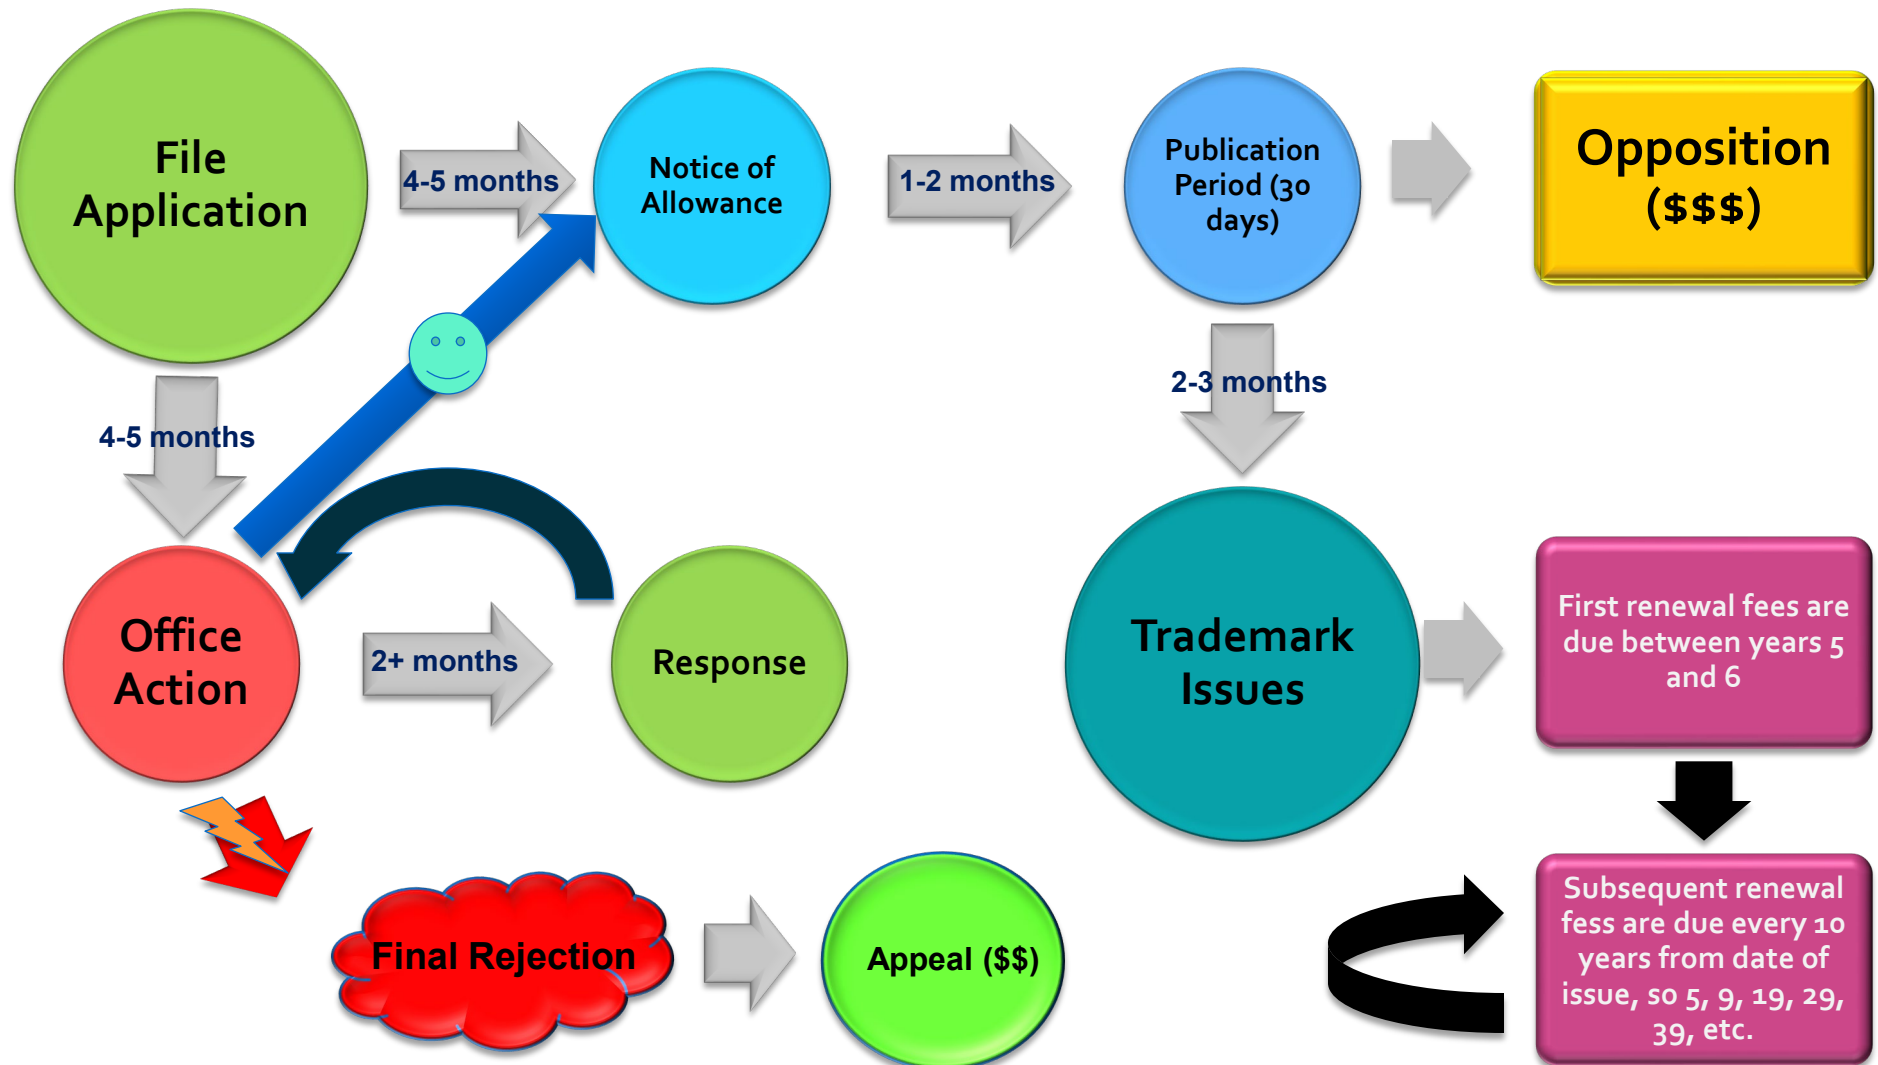 File
Application
4-5 months
Notice of
Allowance
1-2 months
Publication
Period (30
days)
Opposition
($$$)
4-5 months
2-3 months
Office
Action
2+ months
Response
Trademark
Issues
First renewal fees are
due between years 5
and 6
Final Rejection
Appeal ($$)
Subsequent renewal
fess are due every 10
years from date of
issue, so 5, 9, 19, 29,
39, etc.